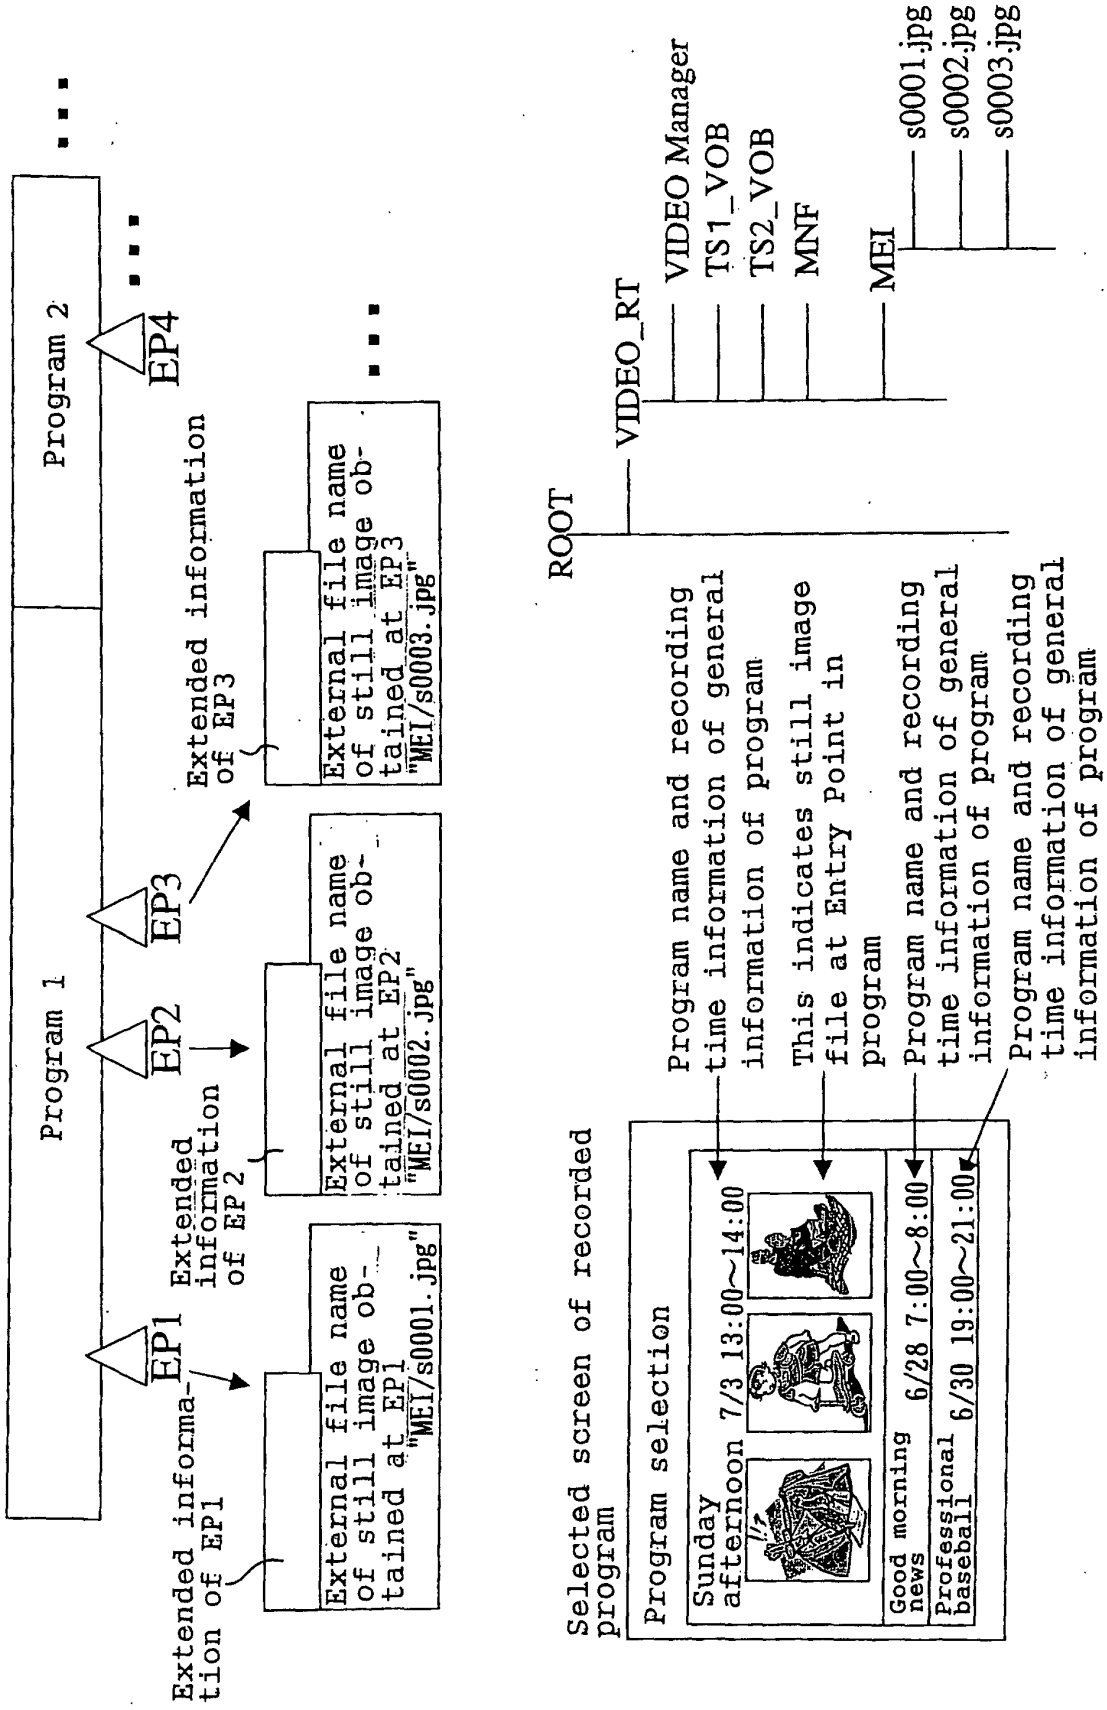 Program 1
Program 2
EP1
EP2
EP3
EP4
Extended informa-
tion of EP1
Extended
information
of EP2
Extended information
of EP3
External file name
of still image ob-
tained at EP1
"MEI/s0001.jpg"
External file name
of still image ob-
tained at EP2
"MEI/s0002.jpg"
External file name
of still image ob-
tained at EP3
"MEI/s0003.jpg"
Selected screen of recorded
program
Program selection
Sunday
afternoon 7/3 13:00~14:00
Good morning
news 6/28 7:00~8:00
Professional
baseball 6/30 19:00~21:00
Program name and recording
time information of general
information of program
This indicates still image
file at Entry Point in
program
Program name and recording
time information of general
information of program
Program name and recording
time information of general
information of program
ROOT
VIDEO_RT
VIDEO Manager
TS1_VOB
TS2_VOB
MNF
MEI
s0001.jpg
s0002.jpg
s0003.jpg